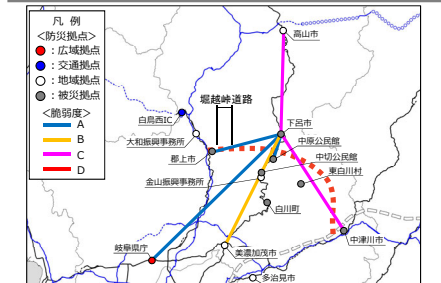 凡 例
<防災拠点>
：広域拠点
：交通拠点
：地域拠点
：被災拠点
<脆弱度>
A
B
C
D
高山市
堀越峠道路
白鳥西IC
大和振興事務所
郡上市
下呂市
中原公民館
中切公民館
金山振興事務所
東白川村
白川町
岐阜県庁
美濃加茂市
中津川市
多治見市